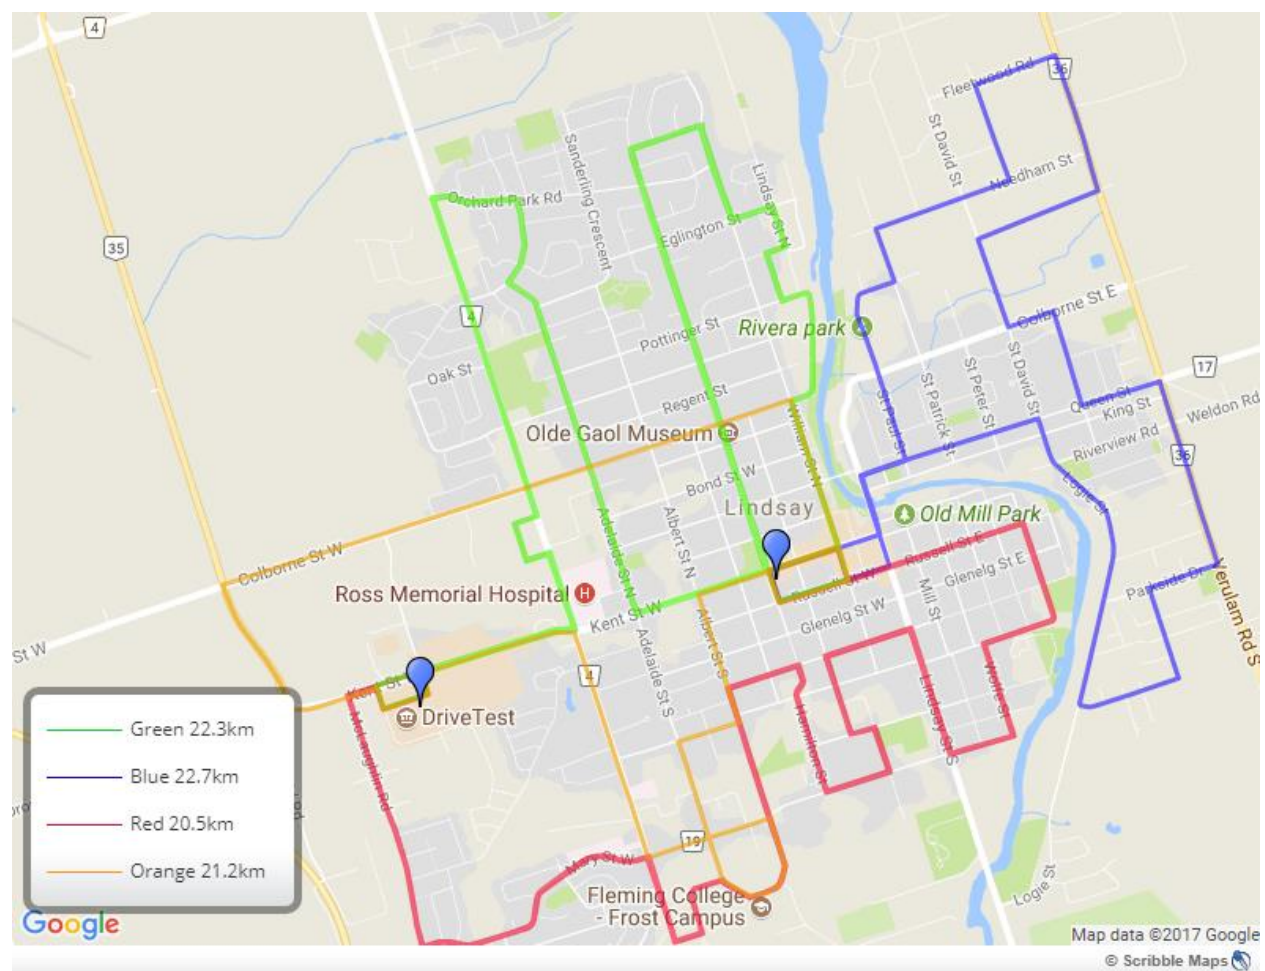 4
Fleetwood Rd
36
St David St
Needham St
Sanderling Crescent
Lindsay St N
Orchard Park Rd
Eglington St
35
Colborne St E
4
Pottinger St
Rivera park
Oak St
St Patrick St
St Peter St
St David St
17
Regent St
St Paul St
Queen St
King St
Weldon Rd
Olde Gaol Museum
William St N
Riverview Rd
36
Bond St W
Logie St
Lindsay
Old Mill Park
Adelaide St N
Albert St N
Colborne St W
Russell St E
Glenelg St E
Ross Memorial Hospital
H
Russell St W
Parkside Dr
Verulam Rd S
Kent St W
Glenelg St W
Mill St
St W
Adelaide St S
Albert St S
4
Kent St
Lindsay St S
Wolfe St
DriveTest
McLaughlin Rd
Hamilton St
Green 22.3km
Blue 22.7km
Red 20.5km
Orange 21.2km
19
Mary St W
Fleming College
- Frost Campus
Logie St
Google
Map data ©2017 Google
© Scribble Maps